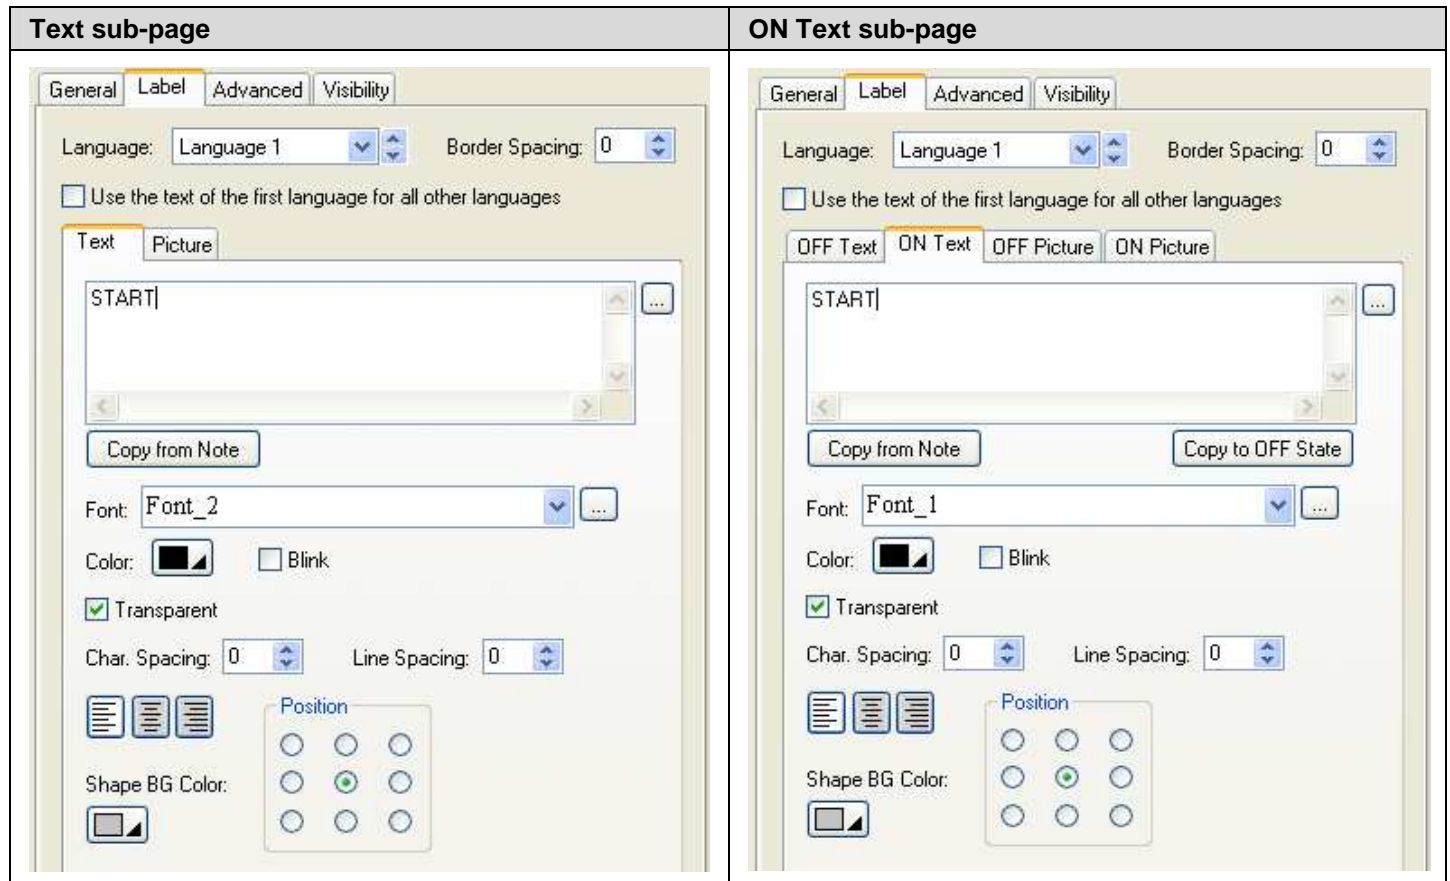 Text sub-page
General Label Advanced Visibility
Language: Language 1 Border Spacing: 0
Use the text of the first language for all other languages
Text Picture
START
...
Copy from Note
Font: Font_2 ...
Color: Blink
Transparent
Char. Spacing: 0 Line Spacing: 0
Position
Shape BG Color:
ON Text sub-page
General Label Advanced Visibility
Language: Language 1 Border Spacing: 0
Use the text of the first language for all other languages
OFF Text ON Text OFF Picture ON Picture
START
...
Copy from Note Copy to OFF State
Font: Font_1 ...
Color: Blink
Transparent
Char. Spacing: 0 Line Spacing: 0
Position
Shape BG Color: